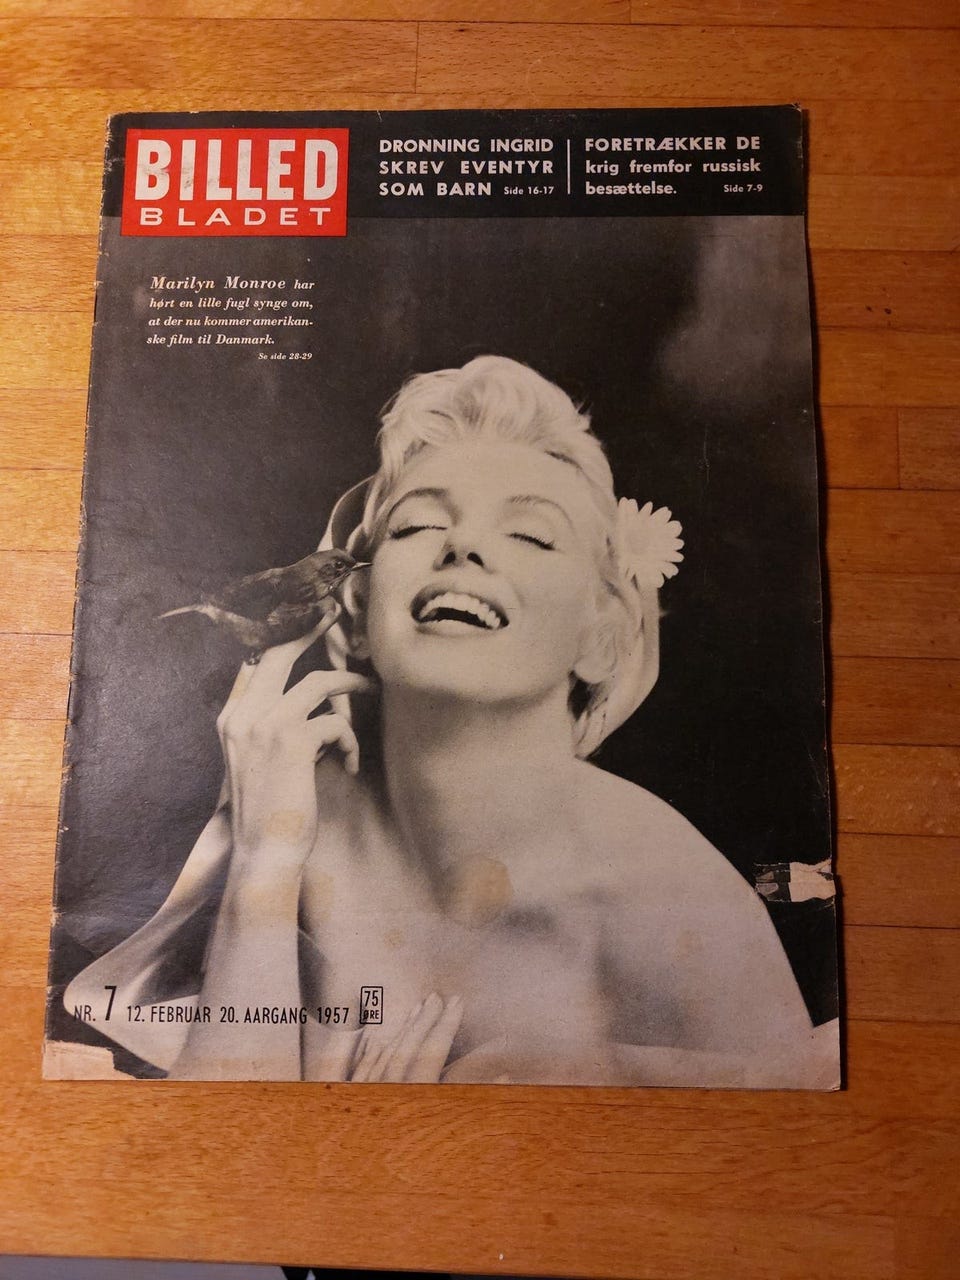 BILLED
BLADET
DRONNING INGRID
SKREV EVENTYR
SOM BARN Side 16-17
FORETRÆKKER DE
krig fremfor russisk
besættelse. Side 7-9
Marilyn Monroe har
hørt en lille fugl synge om,
at der nu kommer amerikan-
ske film til Danmark.
Se side 28-29
NR. 7 12. FEBRUAR 20. AARGANG 1957
75
ØRE